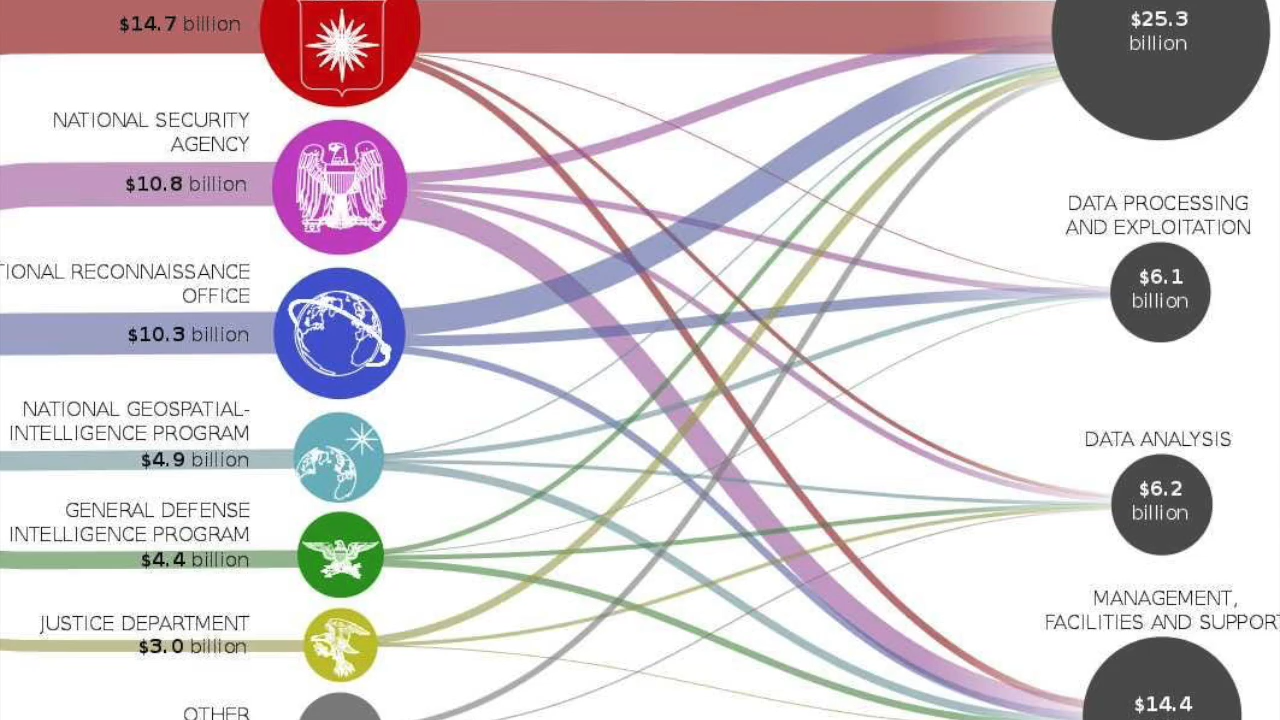 $14.7 billion
NATIONAL SECURITY
AGENCY
$10.8 billion
TIONAL RECONNAISSANCE
OFFICE
$10.3 billion
NATIONAL GEOSPATIAL-
INTELLIGENCE PROGRAM
$4.9 billion
GENERAL DEFENSE
INTELLIGENCE PROGRAM
$4.4 billion
JUSTICE DEPARTMENT
$3.0 billion
OTHER
$25.3
billion
DATA PROCESSING
AND EXPLOITATION
$6.1
billion
DATA ANALYSIS
$6.2
billion
MANAGEMENT,
FACILITIES AND SUPPORT
$14.4